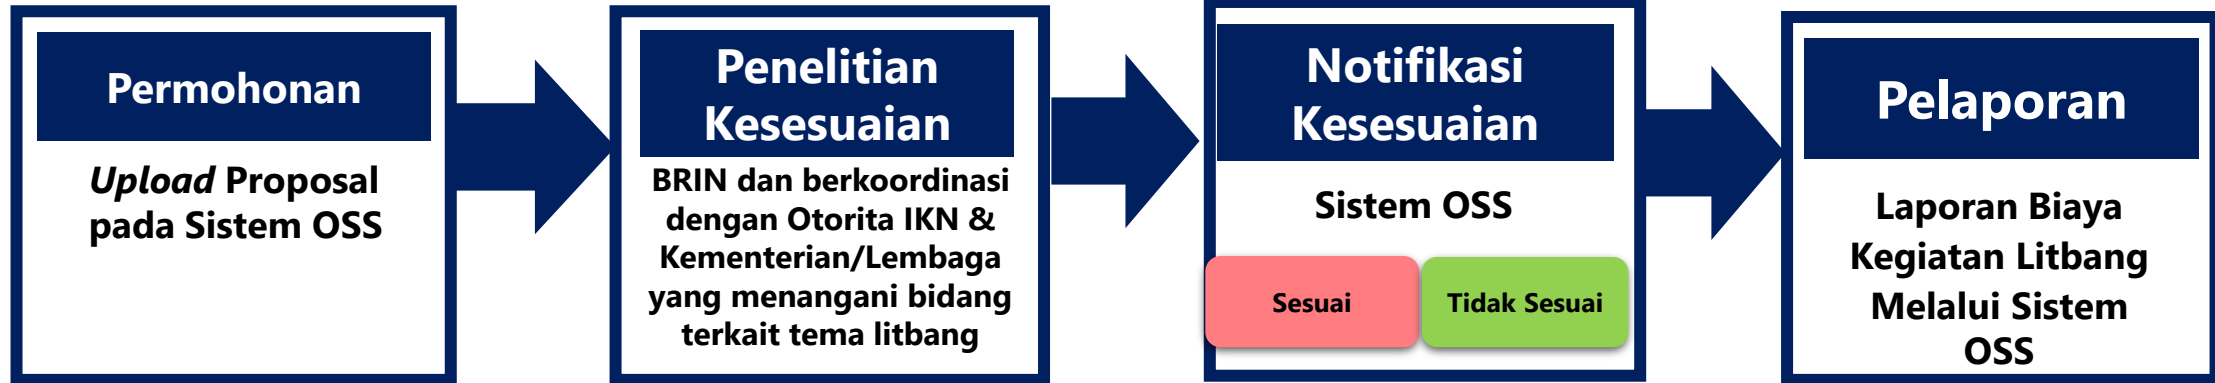 Permohonan
Upload Proposal
pada Sistem OSS
Penelitian
Kesesuaian
BRIN dan berkoordinasi
dengan Otorita IKN &
Kementerian/Lembaga
yang menangani bidang
terkait tema litbang
Notifikasi
Kesesuaian
Sistem OSS
Sesuai
Tidak Sesuai
Pelaporan
Laporan Biaya
Kegiatan Litbang
Melalui Sistem
OSS